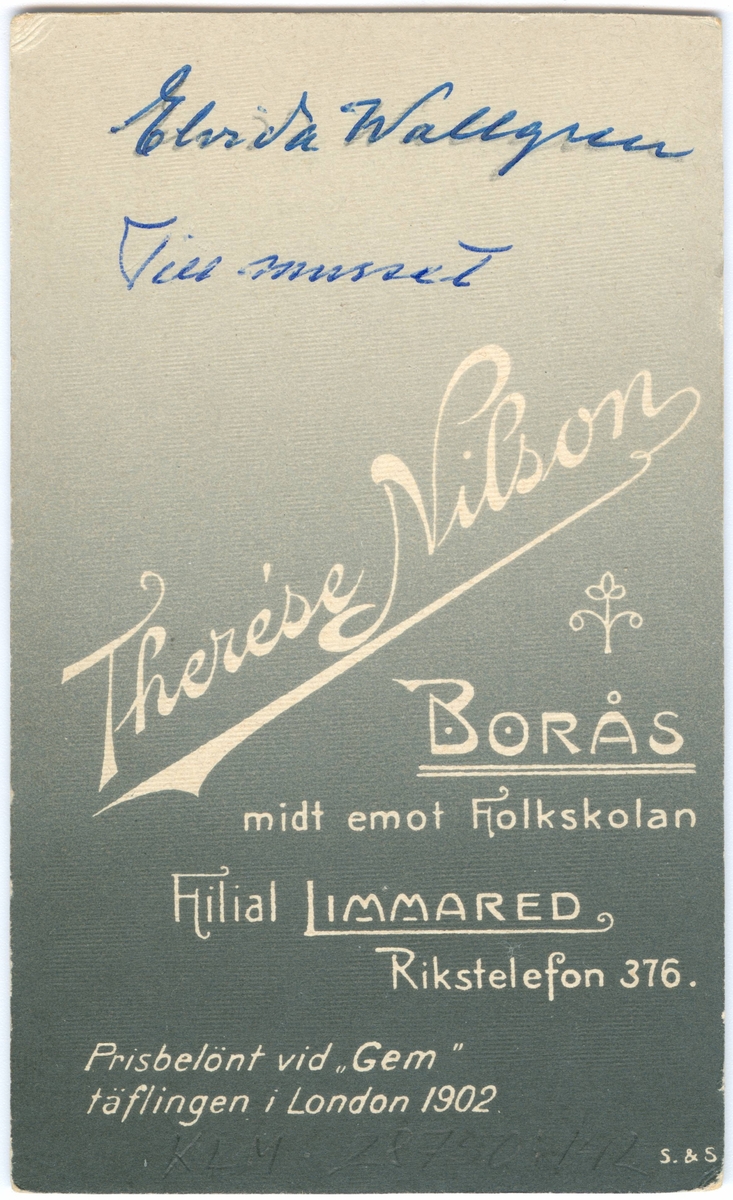 Elvida Wallgren
Till museet
Therése Nilson
BORÅS
midt emot Folkskolan
Filial LIMMARED
Rikstelefon 376.
Prisbelönt vid „Gem”
täflingen i London 1902
KLM
S. & S.